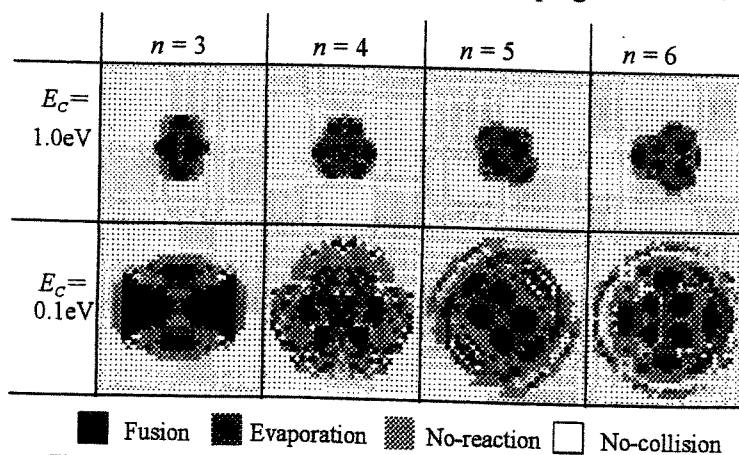 n = 3 n = 4 n = 5 n = 6
E_c=
1.0eV
E_c=
0.1eV
Fusion Evaporation No-reaction No-collision